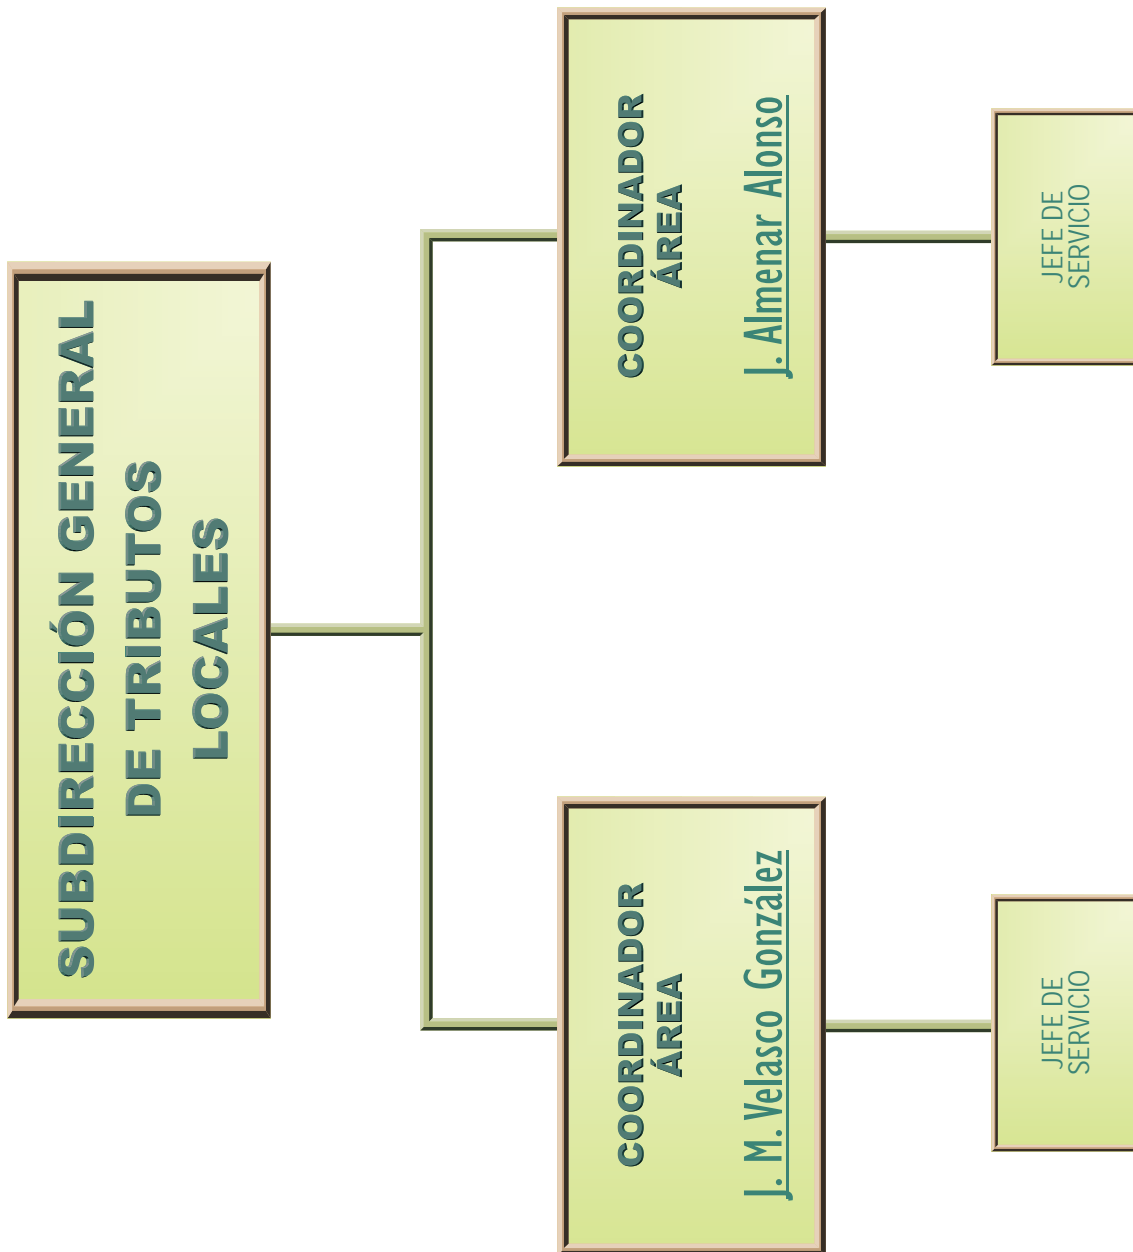 SUBDIRECCIÓN GENERAL
DE TRIBUTOS
LOCALES
COORDINADOR
ÁREA
J. M. Velasco González
COORDINADOR
ÁREA
J. Almenar Alonso
JEFE DE
SERVICIO
JEFE DE
SERVICIO